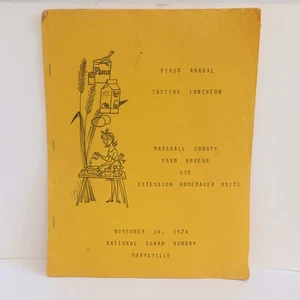 FIRST ANNUAL
TASTING LUNCHEON
MARSHALL COUNTY
FARM BUREAU
AND
EXTENSION HOMEMAKER UNITS
NOVEMBER 14, 1974
NATIONAL GUARD ARMORY
MARYSVILLE